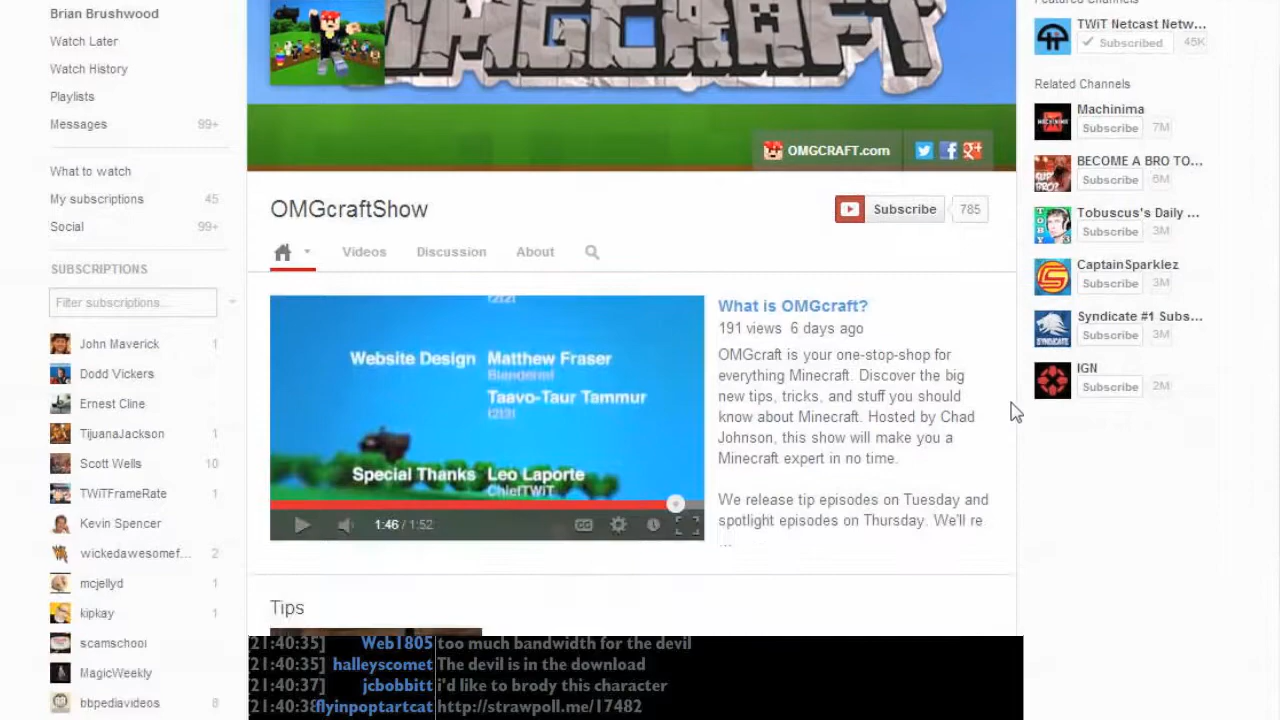 Brian Brushwood
Watch Later
Watch History
Playlists
Messages 99+
What to watch
My subscriptions 45
Social 99+
SUBSCRIPTIONS
Filter subscriptions...
John Maverick 1
Dodd Vickers
Ernest Cline
TijuanaJackson 1
Scott Wells 10
TWiTFrameRate 1
Kevin Spencer
wickedawesomef... 2
mcjellyd 1
kipkay 1
scamschool
MagicWeekly
bbpediavideos 8
OMGCRAFT
OMGCRAFT.com
OMGcraftShow
Subscribe 785
Videos Discussion About
Website Design Matthew Fraser
Blandermi
Taavo-Taur Tammur
Special Thanks Leo Laporte
ChiefTWiT
1:46 / 1:52
CC
What is OMGcraft?
191 views 6 days ago
OMGcraft is your one-stop-shop for
everything Minecraft. Discover the big
new tips, tricks, and stuff you should
know about Minecraft. Hosted by Chad
Johnson, this show will make you a
Minecraft expert in no time.
We release tip episodes on Tuesday and
spotlight episodes on Thursday. We'll re
...
Tips
[21:40:35] Web1805 too much bandwidth for the devil
[21:40:35] halleyscomet The devil is in the download
[21:40:37] jcbobbitt i'd like to brody this character
[21:40:38 flyinpoptartcat http://strawpoll.me/17482
Featured Channels
TWiT Netcast Netw...
Subscribed 45K
Related Channels
Machinima
Subscribe 7M
BECOME A BRO TO...
Subscribe 6M
Tobuscus's Daily ...
Subscribe 3M
CaptainSparklez
Subscribe 3M
Syndicate #1 Subs...
Subscribe 3M
IGN
Subscribe 2M